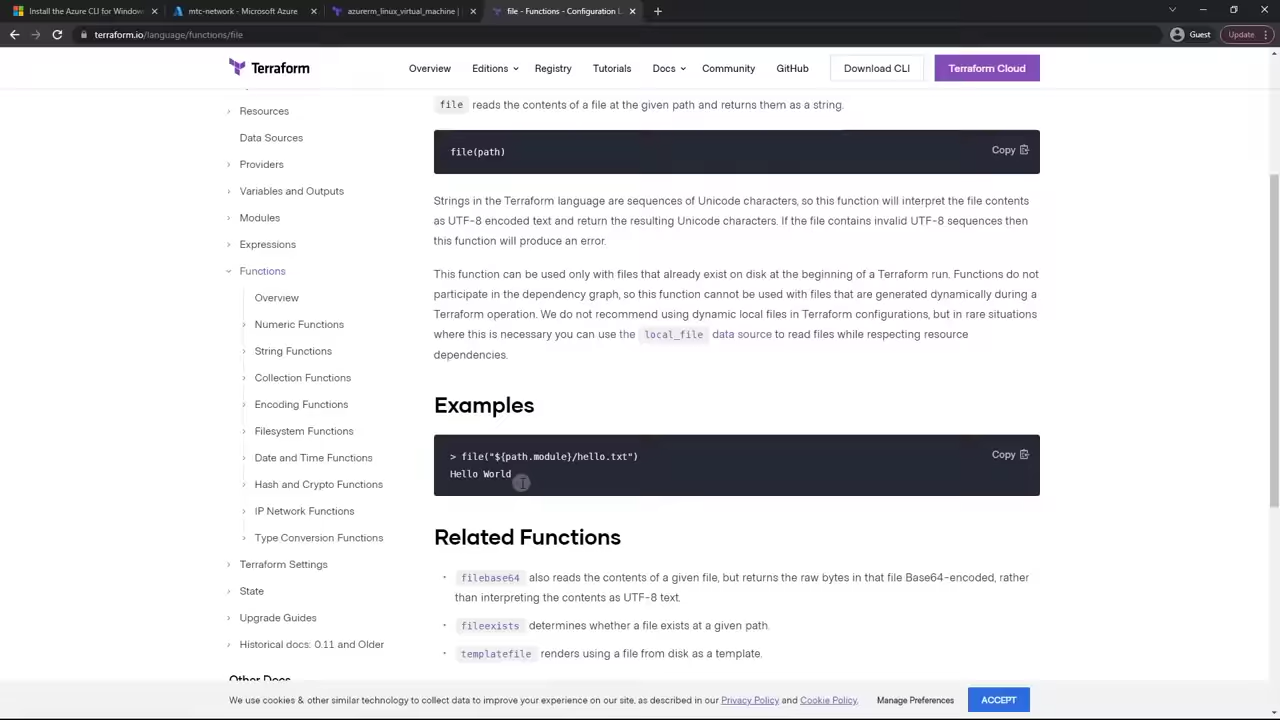 Install the Azure CLI for Windows
mtc-network - Microsoft Azure
azurerm_linux_virtual_machine |
file - Functions - Configuration L
terraform.io/language/functions/file
Guest
Update
Terraform
Overview
Editions
Registry
Tutorials
Docs
Community
GitHub
Download CLI
Terraform Cloud
Resources
Data Sources
Providers
Variables and Outputs
Modules
Expressions
Functions
Overview
Numeric Functions
String Functions
Collection Functions
Encoding Functions
Filesystem Functions
Date and Time Functions
Hash and Crypto Functions
IP Network Functions
Type Conversion Functions
Terraform Settings
State
Upgrade Guides
Historical docs: 0.11 and Older
Other Docs
file reads the contents of a file at the given path and returns them as a string.
file(path)
Copy
Strings in the Terraform language are sequences of Unicode characters, so this function will interpret the file contents
as UTF-8 encoded text and return the resulting Unicode characters. If the file contains invalid UTF-8 sequences then
this function will produce an error.
This function can be used only with files that already exist on disk at the beginning of a Terraform run. Functions do not
participate in the dependency graph, so this function cannot be used with files that are generated dynamically during a
Terraform operation. We do not recommend using dynamic local files in Terraform configurations, but in rare situations
where this is necessary you can use the local_file data source to read files while respecting resource
dependencies.
Examples
> file("${path.module}/hello.txt")
Copy
Hello World
Related Functions
· filebase64 also reads the contents of a given file, but returns the raw bytes in that file Base64-encoded, rather
than interpreting the contents as UTF-8 text.
· fileexists determines whether a file exists at a given path.
· templatefile renders using a file from disk as a template.
We use cookies & other similar technology to collect data to improve your experience on our site, as described in our Privacy Policy and Cookie Policy.
Manage Preferences
ACCEPT